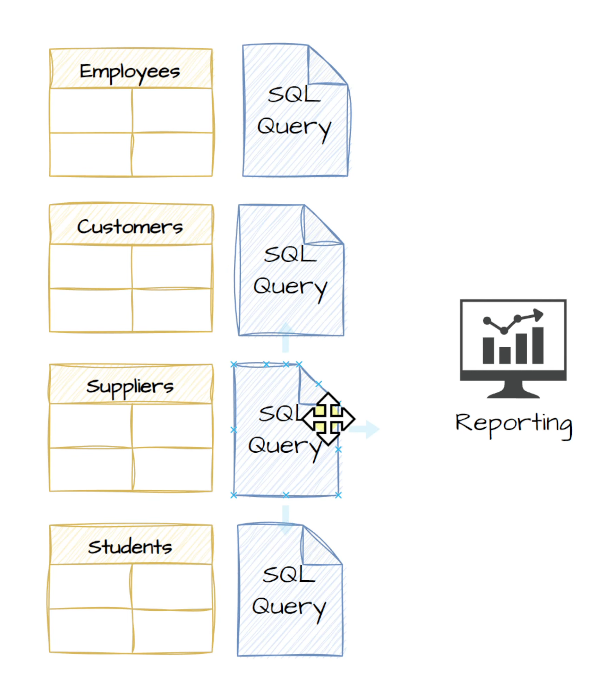 Employees
SQL
Query
Customers
SQL
Query
Suppliers
SQL
Query
Reporting
Students
SQL
Query